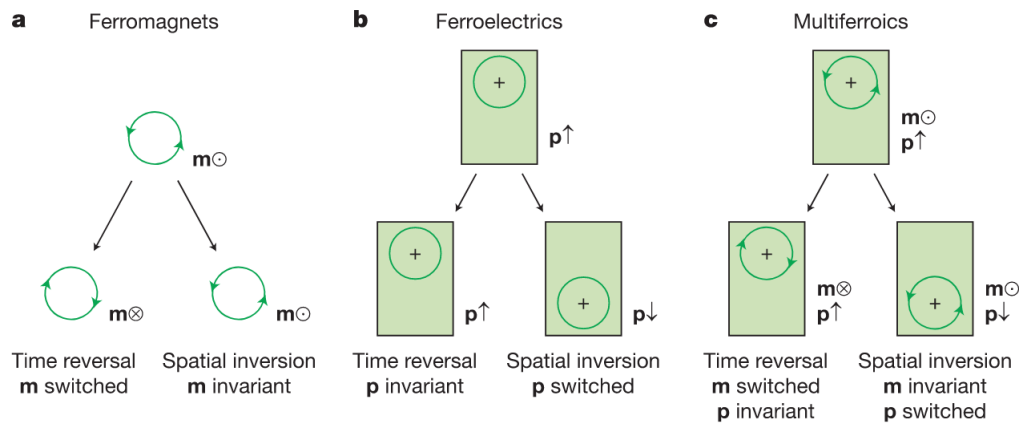 a Ferromagnets
m⊙
m⊗
m⊙
Time reversal
m switched
Spatial inversion
m invariant
b Ferroelectrics
+
p↑
+
p↑
+
p↓
Time reversal
p invariant
Spatial inversion
p switched
c Multiferroics
+
m⊙
p↑
+
m⊗
p↑
+
m⊙
p↓
Time reversal
m switched
p invariant
Spatial inversion
m invariant
p switched